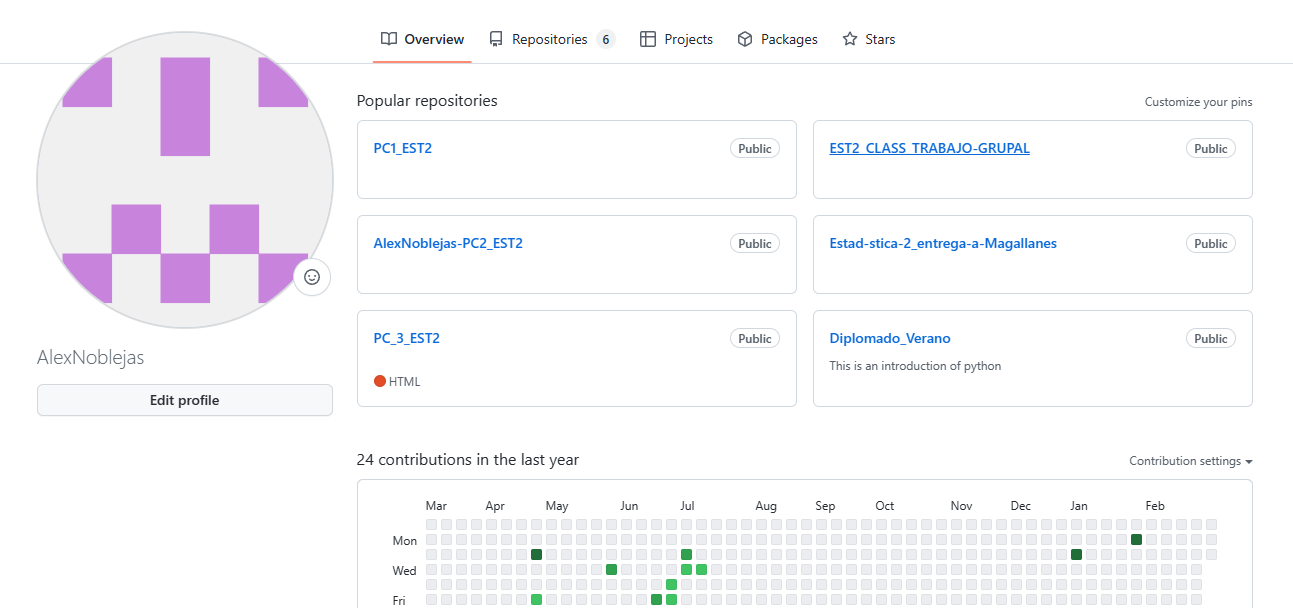 Overview Repositories 6 Projects Packages Stars
Popular repositories
Customize your pins
PC1_EST2 Public
EST2_CLASS_TRABAJO-GRUPAL Public
AlexNoblejas-PC2_EST2 Public
Estad-stica-2_entrega-a-Magallanes Public
PC_3_EST2 Public
HTML
Diplomado_Verano Public
This is an introduction of python
AlexNoblejas
Edit profile
24 contributions in the last year
Contribution settings
Mar Apr May Jun Jul Aug Sep Oct Nov Dec Jan Feb
Mon
Wed
Fri